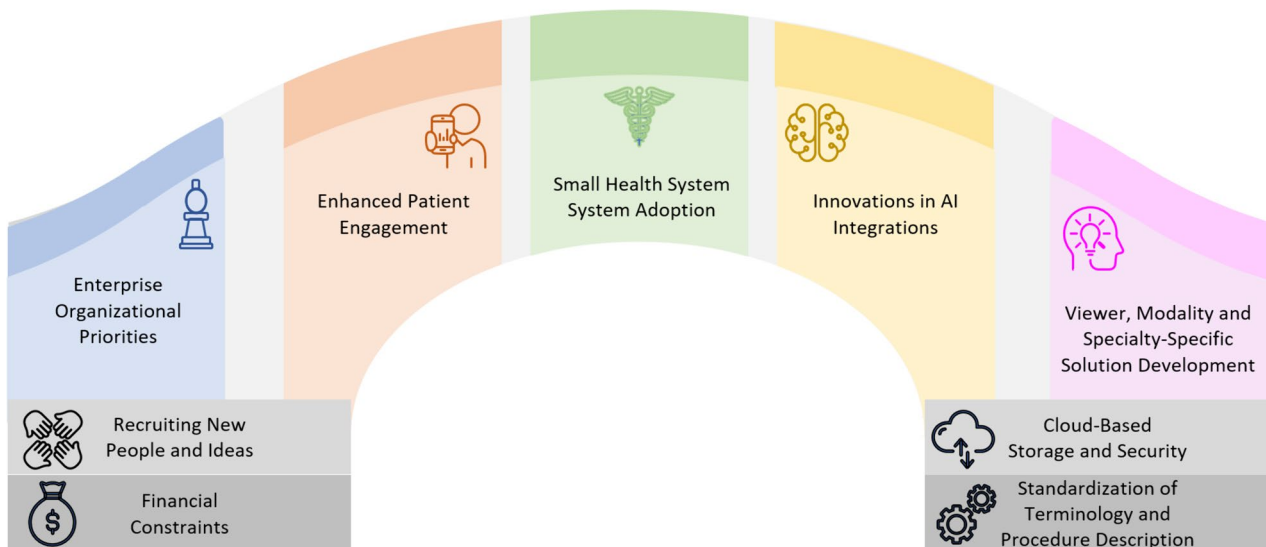 Enterprise
Organizational
Priorities
Enhanced Patient
Engagement
Small Health System
System Adoption
Innovations in AI
Integrations
Viewer, Modality and
Specialty-Specific
Solution Development
Recruiting New
People and Ideas
Financial
Constraints
$
Cloud-Based
Storage and Security
Standardization of
Terminology and
Procedure Description